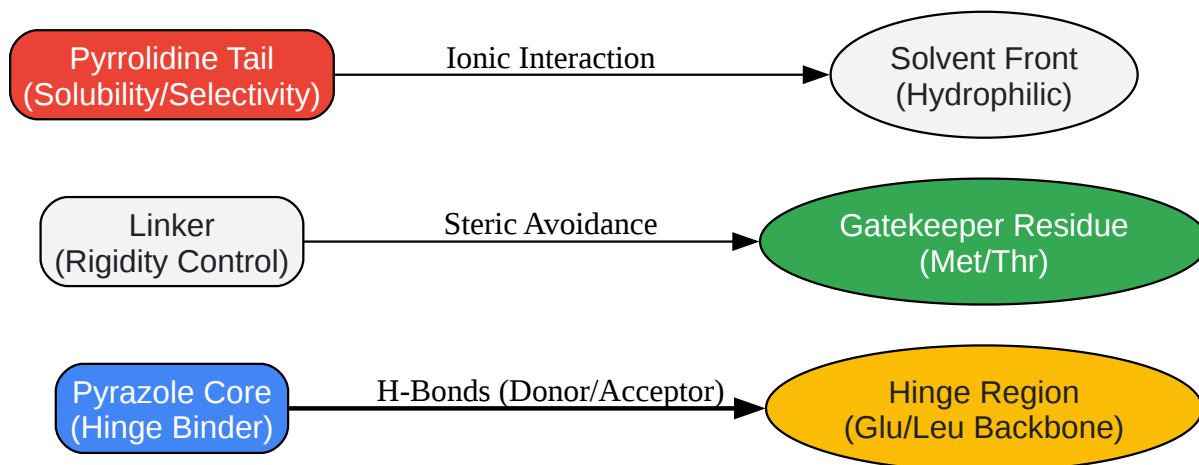 Pyrrolidine Tail
(Solubility/Selectivity)
Ionic Interaction
Solvent Front
(Hydrophilic)
Linker
(Rigidity Control)
Steric Avoidance
Gatekeeper Residue
(Met/Thr)
Pyrazole Core
(Hinge Binder)
H-Bonds (Donor/Acceptor)
Hinge Region
(Glu/Leu Backbone)